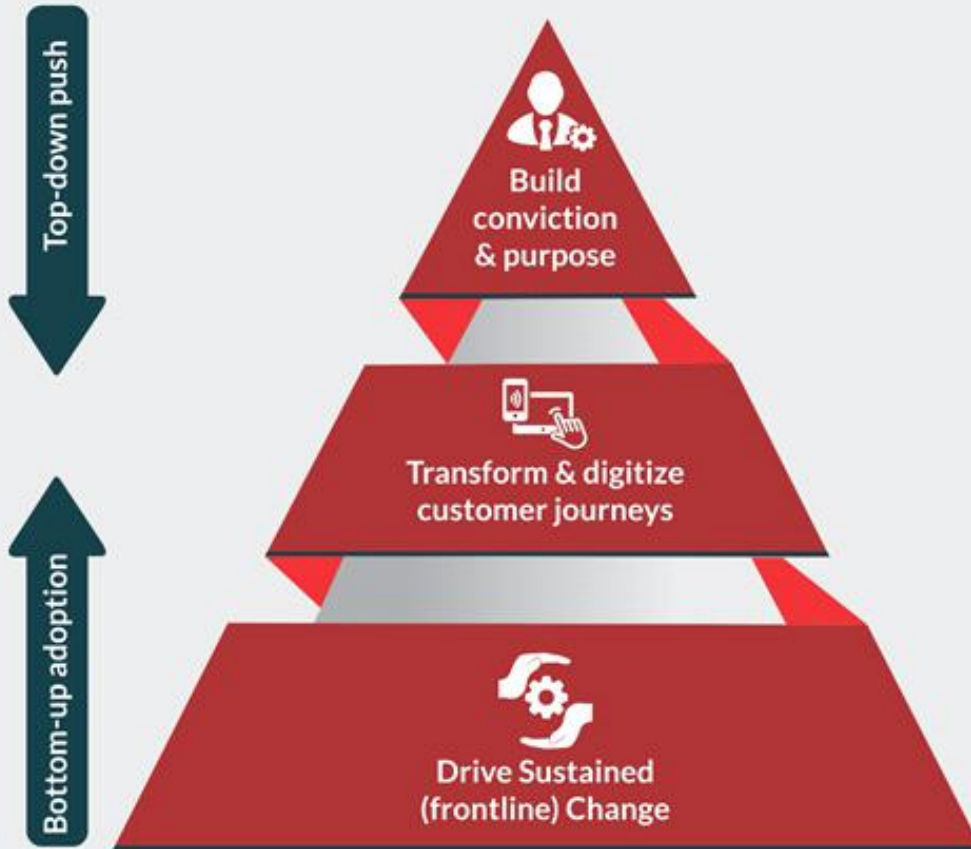 Top-down push
Build
conviction
& purpose
Transform & digitize
customer journeys
Bottom-up adoption
Drive Sustained
(frontline) Change